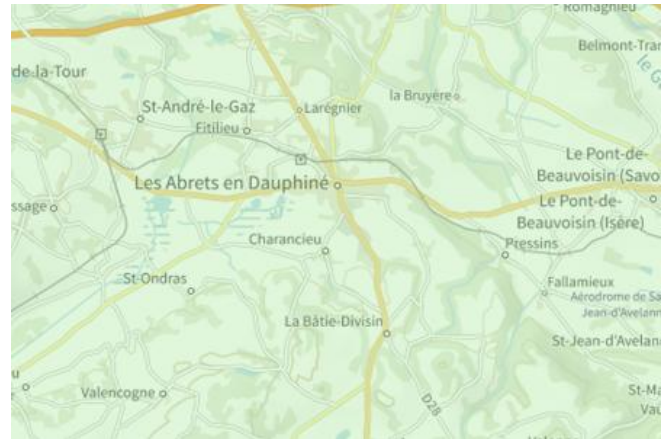 Romagnieu
Belmont-Tra
de-la-Tour
le G
la Bruyère
St-André-le-Gaz
Larégnier
Fitilieu
Le Pont-de-
Beauvoisin (Savo
Les Abrets en Dauphiné
Le Pont-de-
Beauvoisin (Isère)
ssage
Charancieu
Pressins
St-Ondras
Fallamieux
Aérodrome de Sa
Jean-d'Avelann
La Bâtie-Divisin
St-Jean-d'Avelan
u
Valencogne
D28
St-Ma
Vau